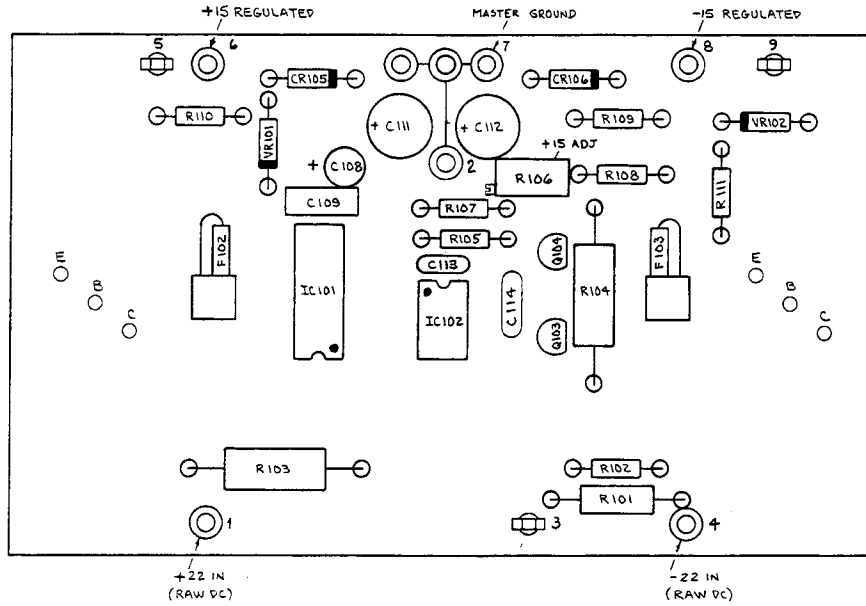 +15 REGULATED
MASTER GROUND
-15 REGULATED
5
6
7
8
9
CR105
CR106
R110
VR101
+ C111
+ C112
R109
VR102
+15 ADJ
+
C108
2
R106
R108
R111
C109
R107
R105
F102
Q104
F103
C113
E
B
C
IC101
IC102
C114
R104
Q103
E
B
C
R103
R102
R101
1
3
4
+22 IN
(RAW DC)
-22 IN
(RAW DC)